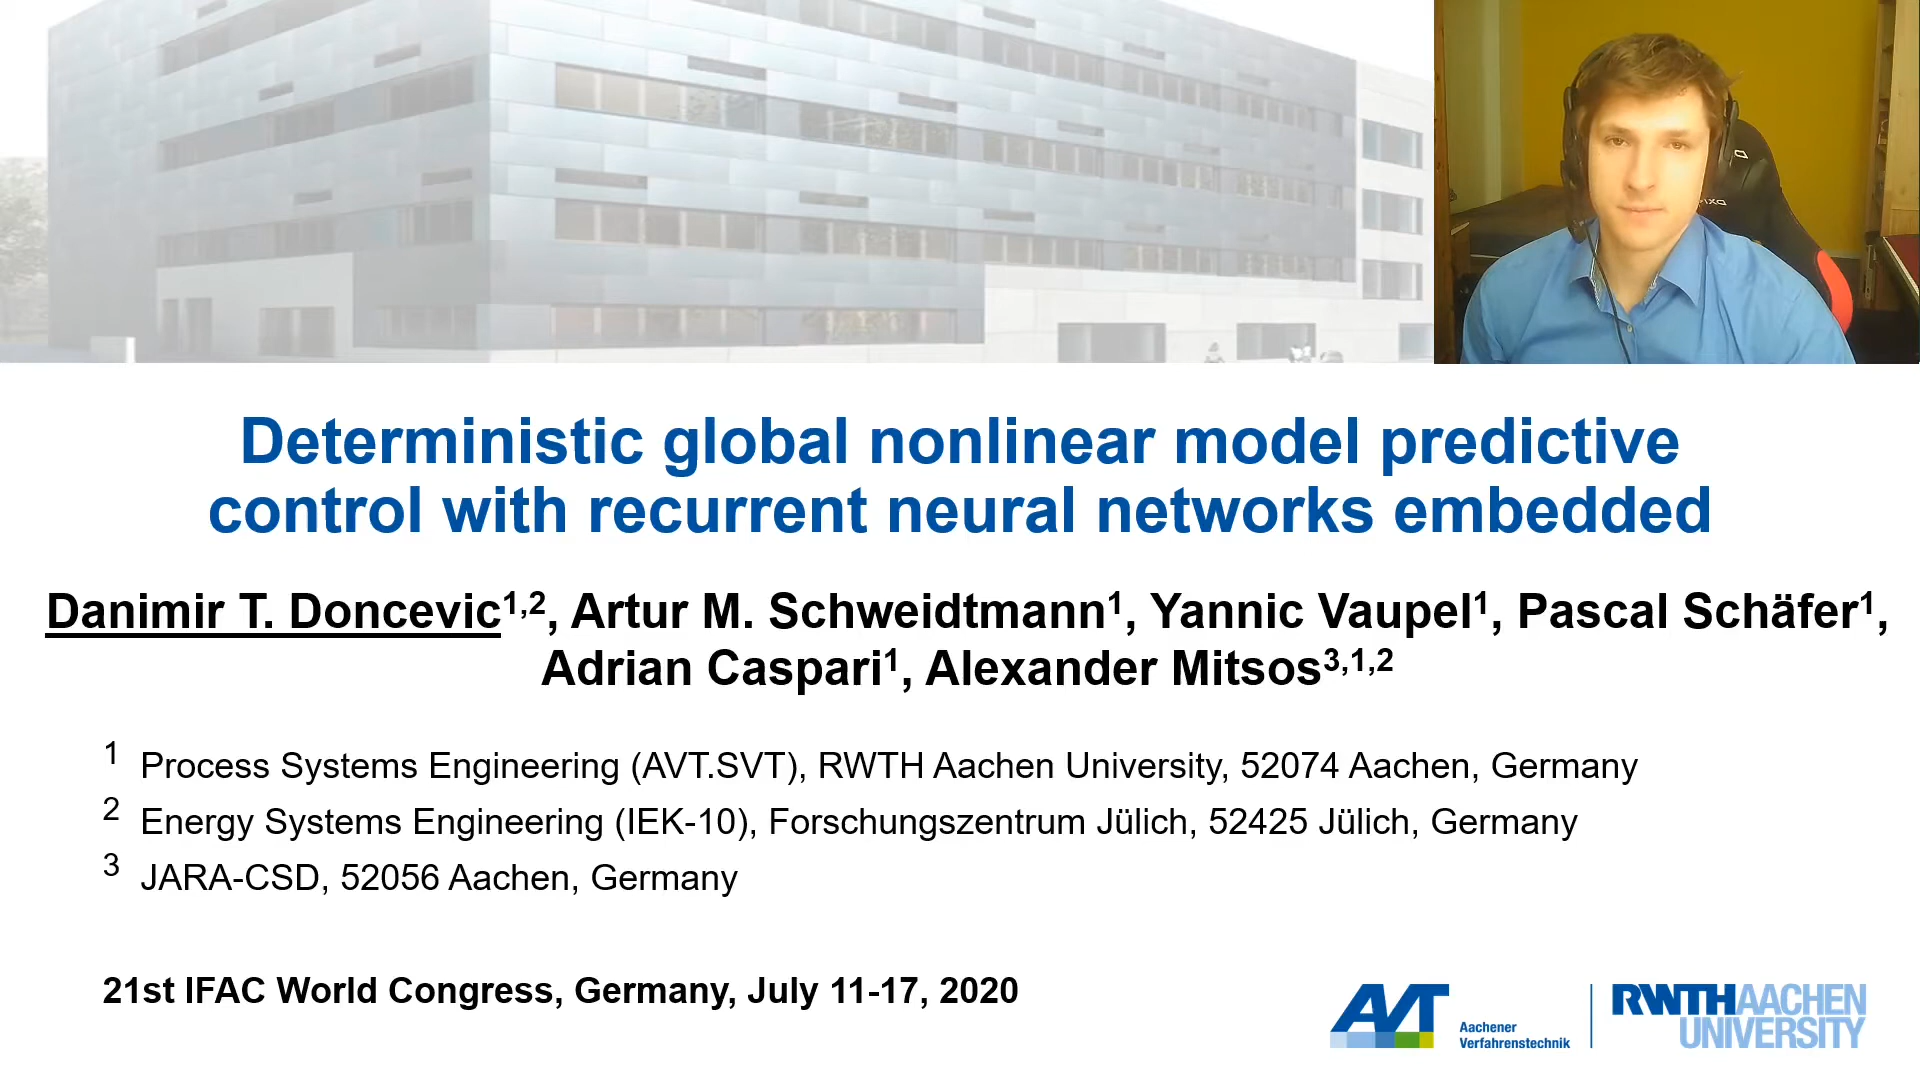 Deterministic global nonlinear model predictive
control with recurrent neural networks embedded
Danimir T. Doncevic1,2, Artur M. Schweidtmann1, Yannic Vaupel1, Pascal Schäfer1,
Adrian Caspari1, Alexander Mitsos3,1,2
1 Process Systems Engineering (AVT.SVT), RWTH Aachen University, 52074 Aachen, Germany
2 Energy Systems Engineering (IEK-10), Forschungszentrum Jülich, 52425 Jülich, Germany
3 JARA-CSD, 52056 Aachen, Germany
21st IFAC World Congress, Germany, July 11-17, 2020
AVT
Aachener
Verfahrenstechnik
RWTHAACHEN
UNIVERSITY